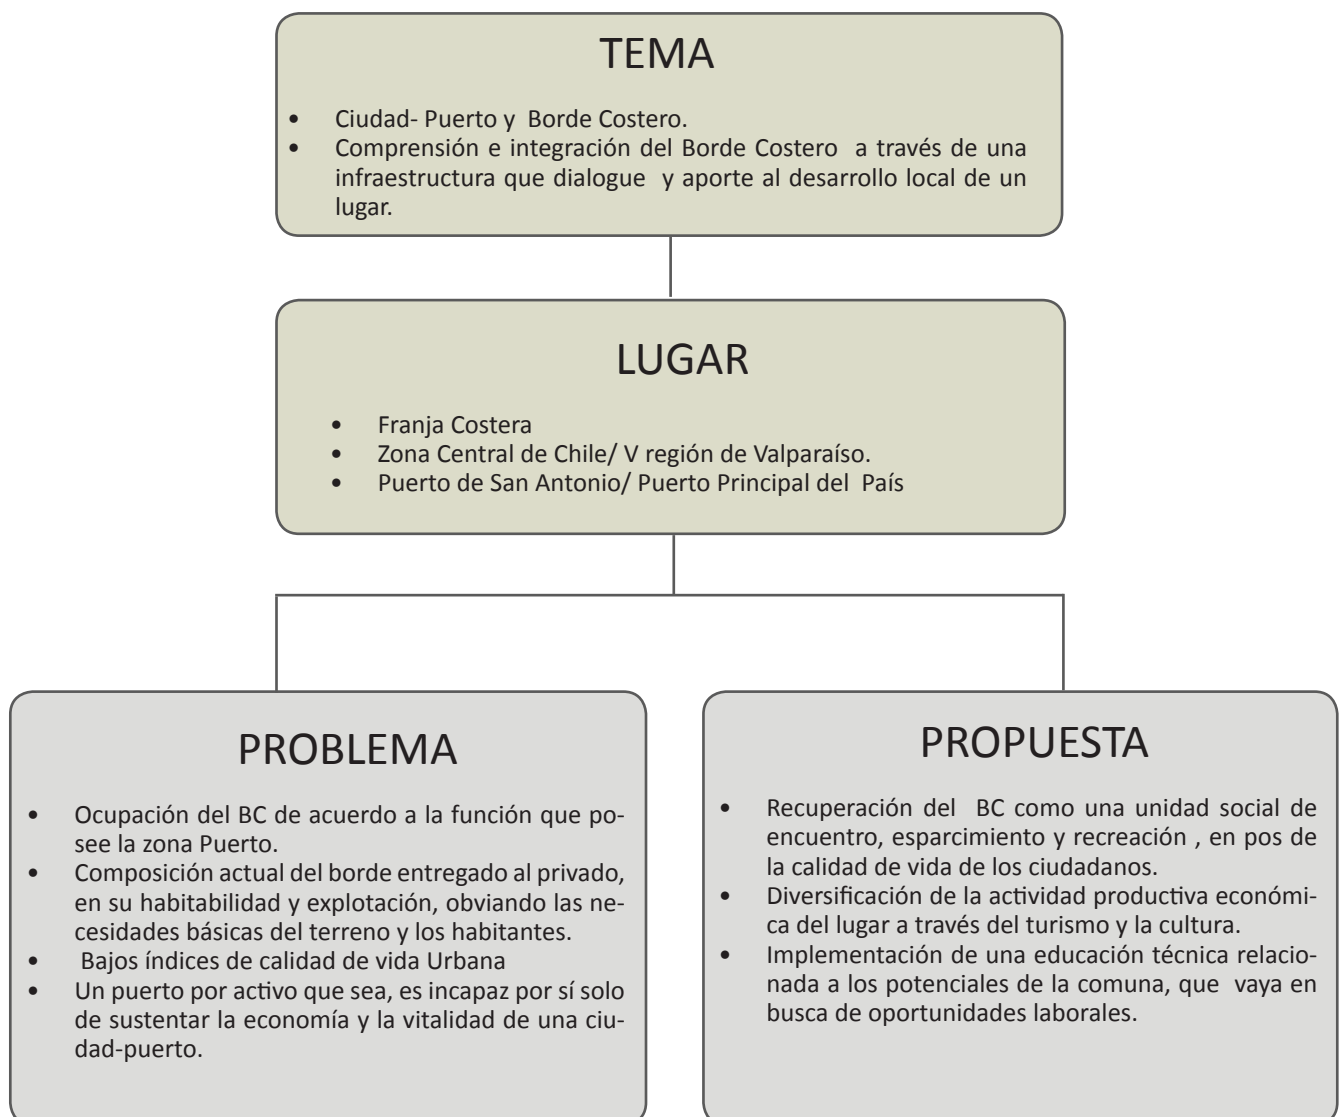 TEMA
• Ciudad- Puerto y Borde Costero.
• Comprensión e integración del Borde Costero a través de una
infraestructura que dialogue y aporte al desarrollo local de un
lugar.
LUGAR
• Franja Costera
• Zona Central de Chile/ V región de Valparaíso.
• Puerto de San Antonio/ Puerto Principal del País
PROBLEMA
• Ocupación del BC de acuerdo a la función que po-
see la zona Puerto.
• Composición actual del borde entregado al privado,
en su habitabilidad y explotación, obviando las ne-
cesidades básicas del terreno y los habitantes.
• Bajos índices de calidad de vida Urbana
• Un puerto por activo que sea, es incapaz por sí solo
de sustentar la economía y la vitalidad de una ciu-
dad-puerto.
PROPUESTA
• Recuperación del BC como una unidad social de
encuentro, esparcimiento y recreación , en pos de
la calidad de vida de los ciudadanos.
• Diversificación de la actividad productiva económi-
ca del lugar a través del turismo y la cultura.
• Implementación de una educación técnica relacio-
nada a los potenciales de la comuna, que vaya en
busca de oportunidades laborales.